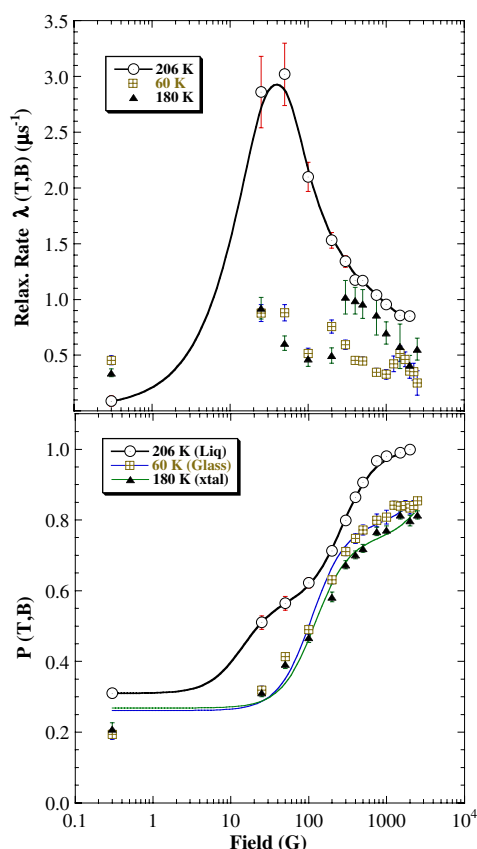 3.5
3.0
2.5
2.0
1.5
1.0
0.5
Relax. Rate λ (T,B) (μs⁻¹)
206 K
60 K
180 K
1.0
0.8
0.6
0.4
0.2
0.0
P (T,B)
206 K (Liq)
60 K (Glass)
180 K (xtal)
0.1 1 10 100 1000 10⁴
Field (G)